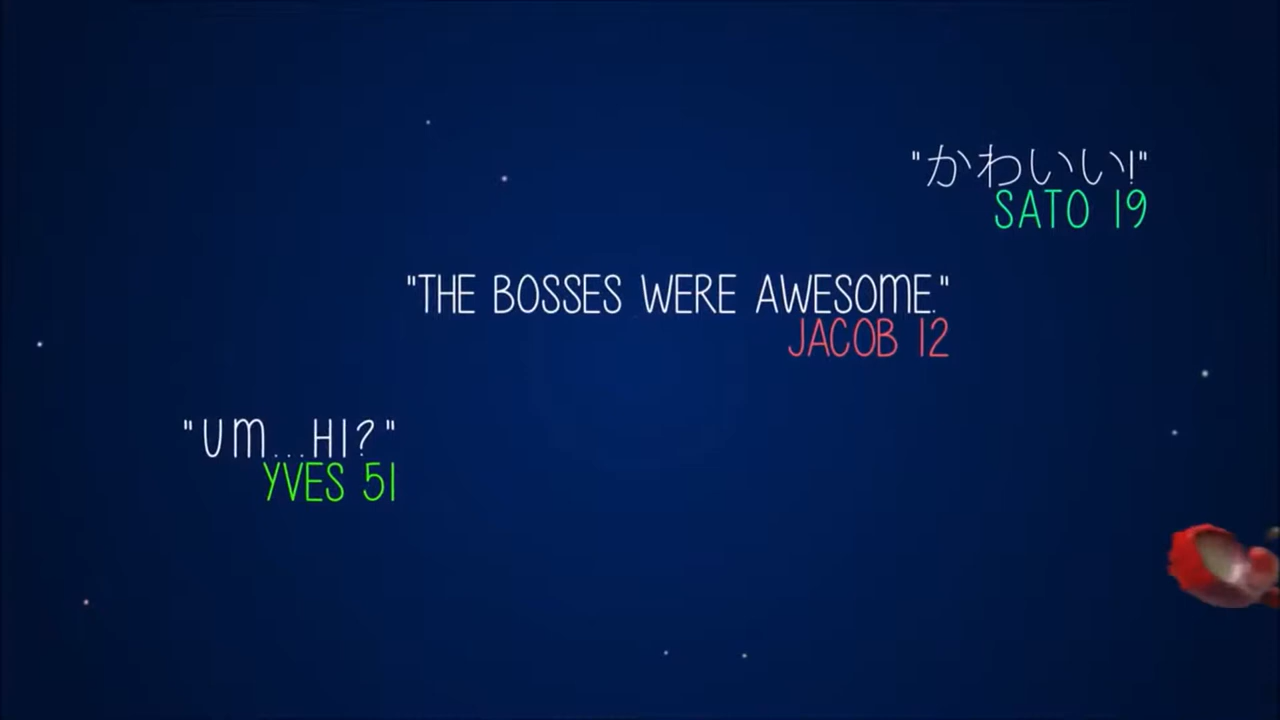 "かわいい!"
SATO 19
"THE BOSSES WERE AWESOME."
JACOB 12
"UM...HI?"
YVES 51